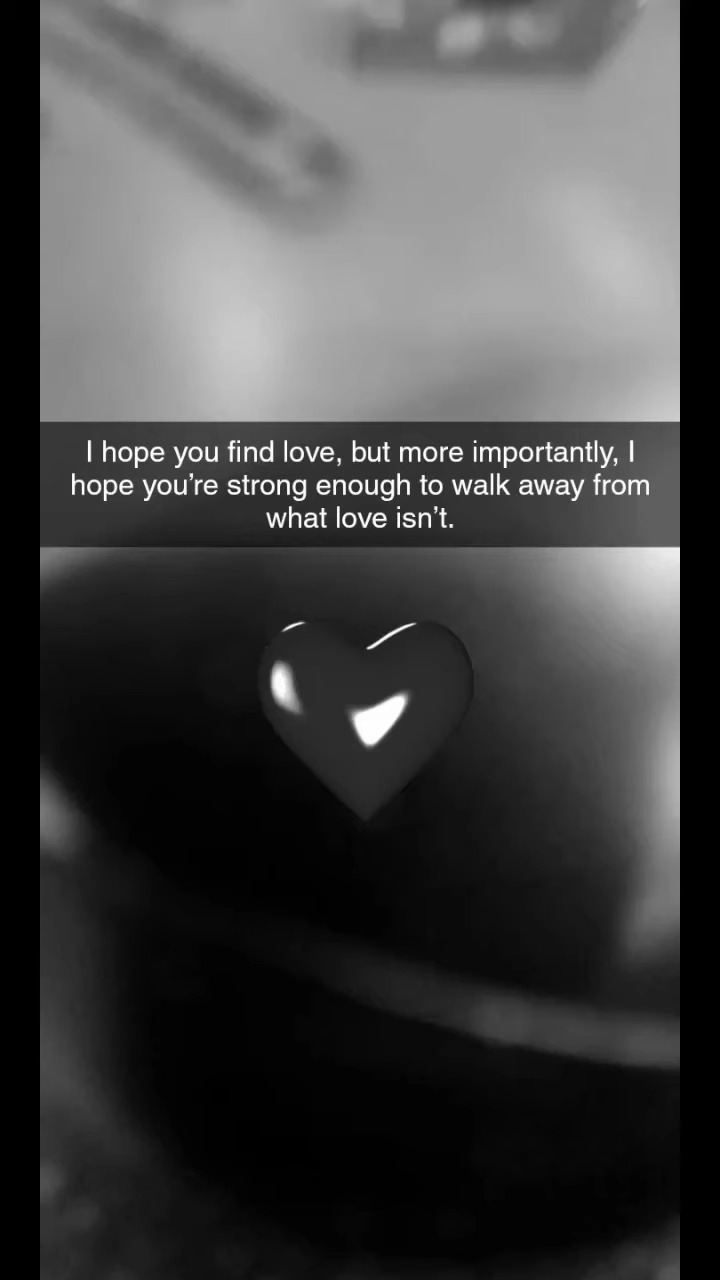 I hope you find love, but more importantly, I
hope you’re strong enough to walk away from
what love isn’t.